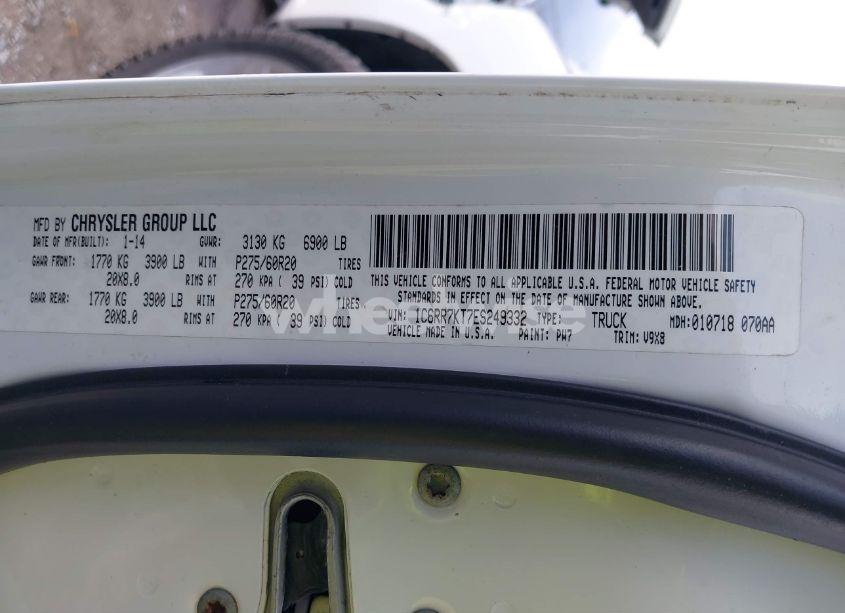 MFD BY CHRYSLER GROUP LLC
DATE OF MFR(BUILT): 1-14 GVWR: 3130 KG 6900 LB
GAWR FRONT: 1770 KG 3900 LB WITH P275/60R20 TIRES
20X8.0 RIMS AT 270 KPA ( 39 PSI) COLD
GAWR REAR: 1770 KG 3900 LB WITH P275/60R20 TIRES
20X8.0 RIMS AT 270 KPA ( 39 PSI) COLD
THIS VEHICLE CONFORMS TO ALL APPLICABLE U.S.A. FEDERAL MOTOR VEHICLE SAFETY
STANDARDS IN EFFECT ON THE DATE OF MANUFACTURE SHOWN ABOVE.
VIN: 1C6RR7KT7ES249332 TYPE: TRUCK MDH: 010718 070AA
VEHICLE MADE IN U.S.A. PAINT: PW7 TRIM: V9X8